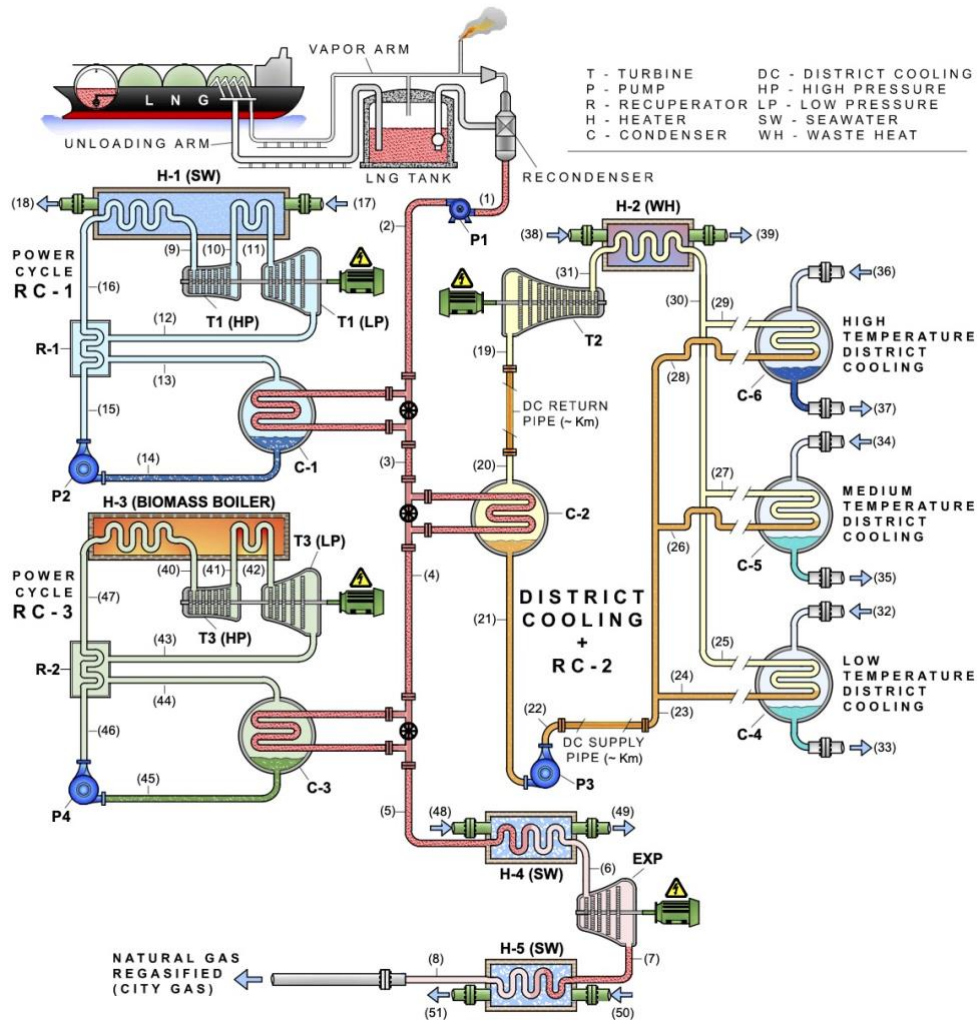 VAPOR ARM
L N G
UNLOADING ARM
LNG TANK
RECONDENSER
T - TURBINE
P - PUMP
R - RECUPERATOR
H - HEATER
C - CONDENSER
DC - DISTRICT COOLING
HP - HIGH PRESSURE
LP - LOW PRESSURE
SW - SEAWATER
WH - WASTE HEAT
(1)
P1
(2)
H-1 (SW)
(18)
(17)
(9)
(10)
(11)
POWER
CYCLE
RC-1
(16)
T1 (HP)
T1 (LP)
(12)
R-1
(13)
(15)
(14)
P2
C-1
(3)
H-2 (WH)
(38)
(39)
(31)
T2
(30)
(29)
(36)
HIGH
TEMPERATURE
DISTRICT
COOLING
(28)
C-6
(37)
(19)
DC RETURN
PIPE (~ Km)
(20)
C-2
(27)
(34)
MEDIUM
TEMPERATURE
DISTRICT
COOLING
(26)
C-5
(35)
H-3 (BIOMASS BOILER)
(40)
(41)
(42)
T3 (LP)
POWER
CYCLE
RC-3
(47)
T3 (HP)
(43)
R-2
(44)
(46)
(45)
P4
C-3
(4)
(21)
DISTRICT
COOLING
+
RC-2
(32)
(25)
LOW
TEMPERATURE
DISTRICT
COOLING
(24)
(23)
C-4
(33)
(22)
DC SUPPLY
PIPE (~ Km)
P3
(5)
(48)
(49)
H-4 (SW)
(6)
EXP
H-5 (SW)
(7)
(8)
NATURAL GAS
REGASIFIED
(CITY GAS)
(51)
(50)